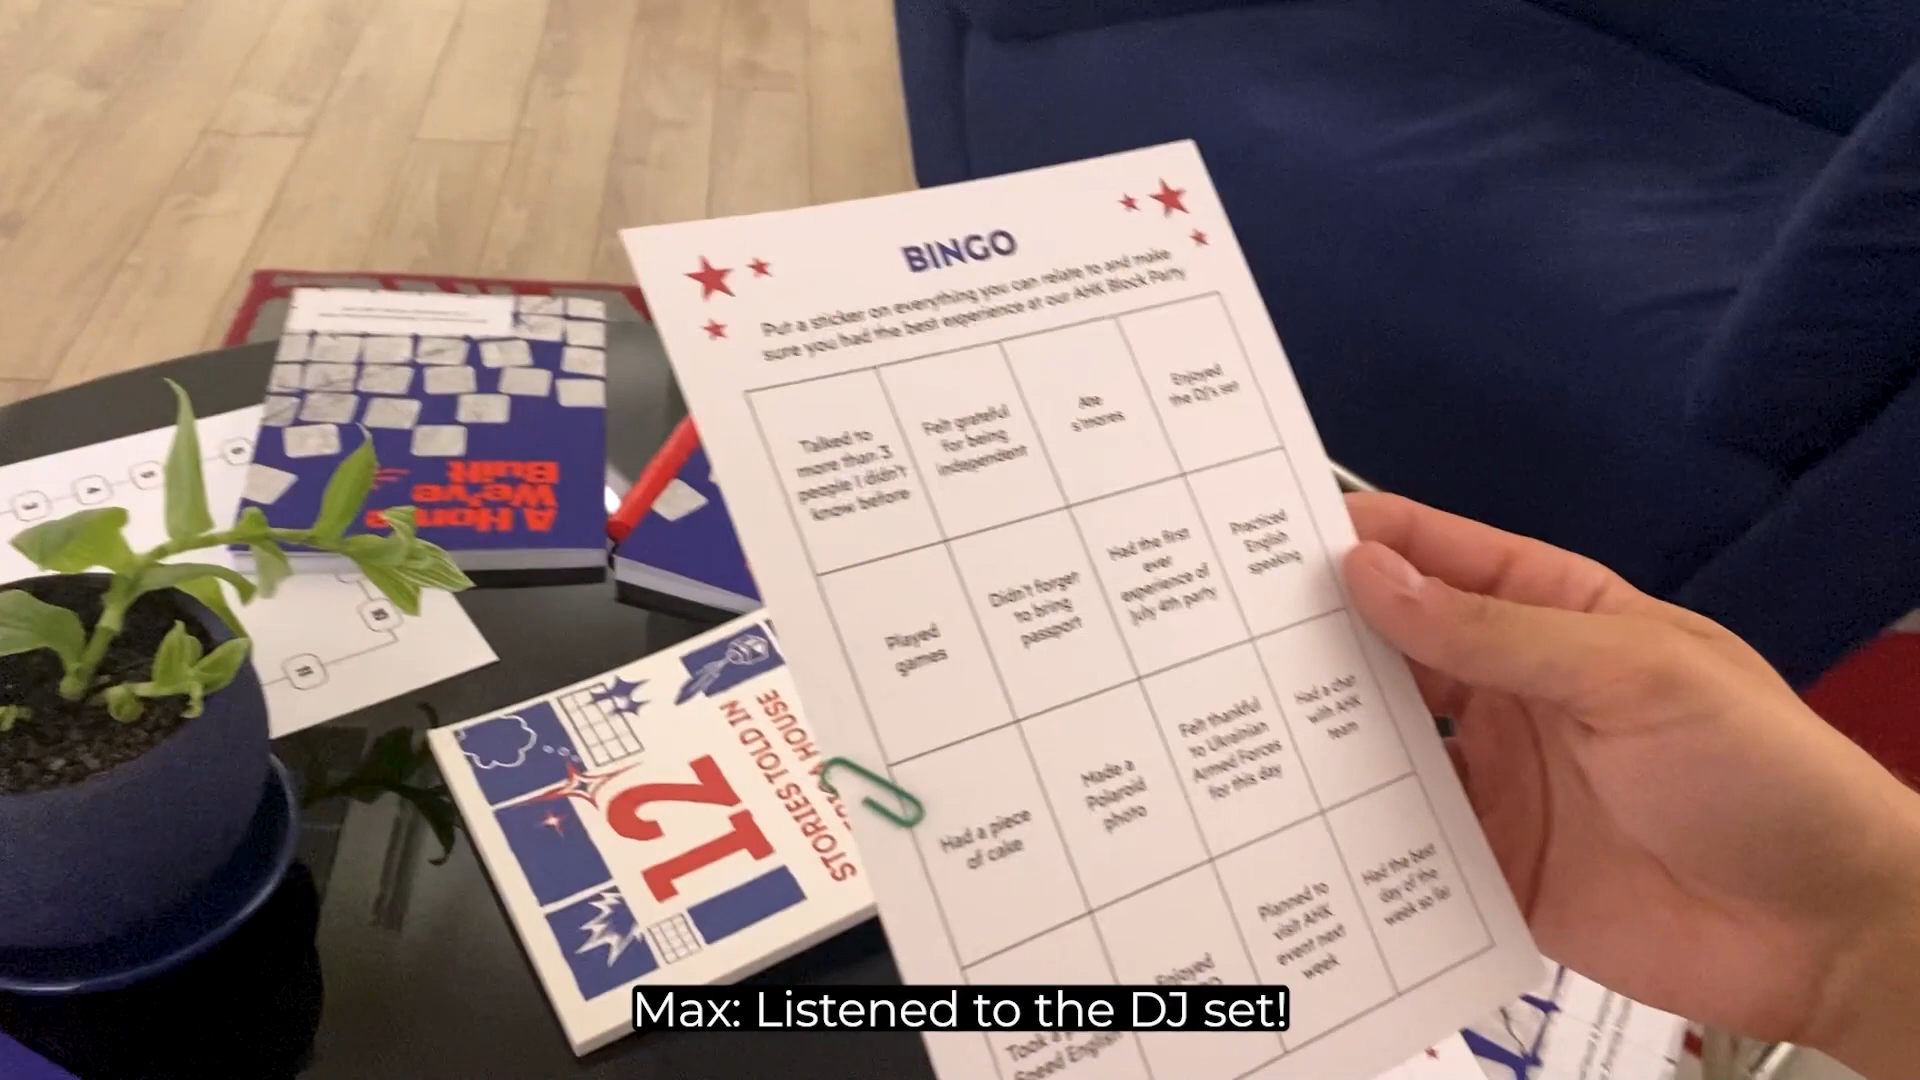 BINGO
Put a sticker on everything you can relate to and make
sure you had the best experience at our AHK Block Party
Talked to
more than 3
people I didn't
know before
Felt grateful
for being
independent
Ate
s'mores
Enjoyed
the DJ's set
Played
games
Didn't forget
to bring
passport
Had the first
ever
experience of
July 4th party
Practiced
English
speaking
Had a piece
of cake
Made a
Polaroid
photo
Felt thankful
to Ukrainian
Armed Forces
for this day
Had a chat
with AHK
team
Took a
Speed English
Enjoyed
Planned to
visit AHK
event next
week
Had the best
day of the
week so far
A Home
We've
Built
12
STORIES TOLD IN
HOUSE
Max: Listened to the DJ set!